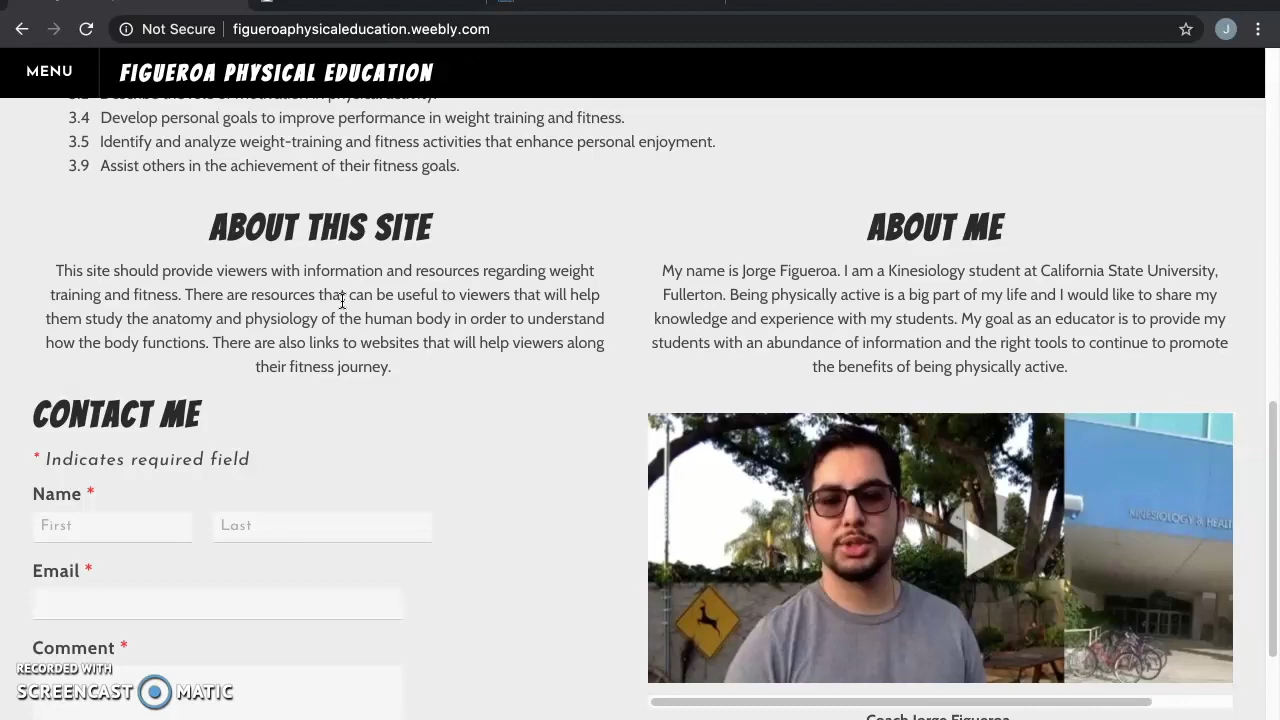 Not Secure
figueroaphysicaleducation.weebly.com
J
MENU
FIGUEROA PHYSICAL EDUCATION
3.4 Develop personal goals to improve performance in weight training and fitness.
3.5 Identify and analyze weight-training and fitness activities that enhance personal enjoyment.
3.9 Assist others in the achievement of their fitness goals.
ABOUT THIS SITE
This site should provide viewers with information and resources regarding weight
training and fitness. There are resources that can be useful to viewers that will help
them study the anatomy and physiology of the human body in order to understand
how the body functions. There are also links to websites that will help viewers along
their fitness journey.
ABOUT ME
My name is Jorge Figueroa. I am a Kinesiology student at California State University,
Fullerton. Being physically active is a big part of my life and I would like to share my
knowledge and experience with my students. My goal as an educator is to provide my
students with an abundance of information and the right tools to continue to promote
the benefits of being physically active.
CONTACT ME
* Indicates required field
Name *
First
Last
Email *
Comment *
KINESIOLOGY & HEALT
Coach Jorge Figueroa
RECORDED WITH
SCREENCAST MATIC